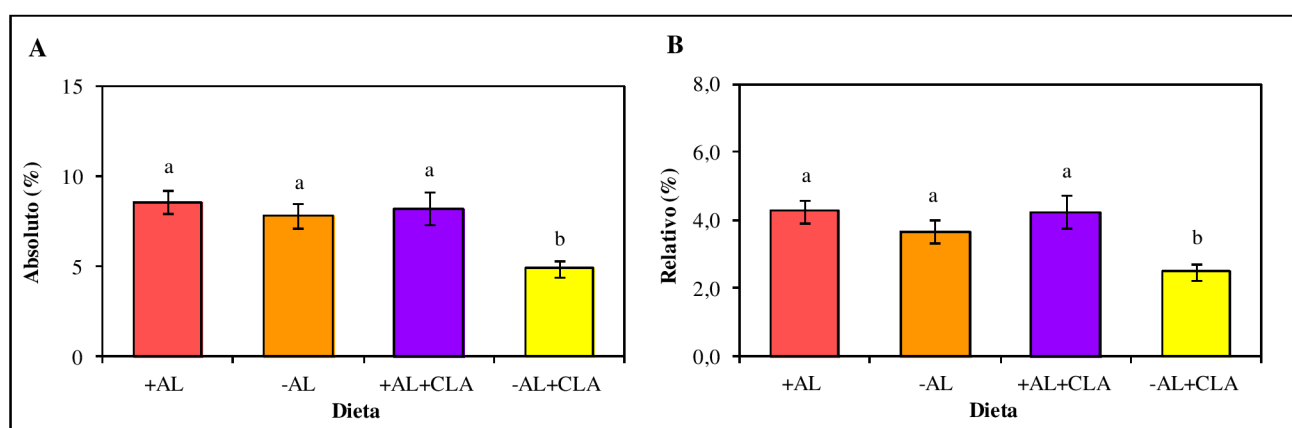 A
Absoluto (%)
15
10
5
0
a
a
a
b
+AL
-AL
+AL+CLA
-AL+CLA
Dieta
B
Relativo (%)
8,0
6,0
4,0
2,0
0,0
a
a
a
b
+AL
-AL
+AL+CLA
-AL+CLA
Dieta